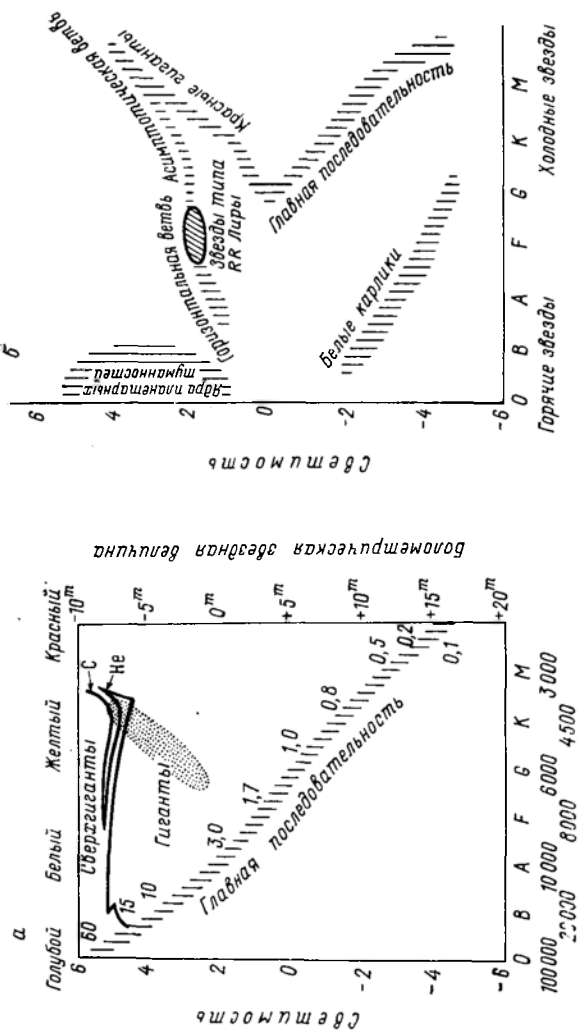 а
Голубой Белый Желтый Красный
6
4
2
0
-2
-4
-6
Светимость
60
15
10
3,0
1,7
1,0
0,8
0,5
0,2
0,1
Сверхгиганты
C
He
Гиганты
Главная последовательность
-10m
-5m
0m
+5m
+10m
+15m
+20m
Болометрическая звездная величина
O B A F G K M
100 000 10 000 6000 3 000
8000 4500
б
6
4
2
0
-2
-4
-6
Светимость
Ядра планетарных
туманностей
Горизонтальная ветвь
Асимптотическая ветвь
Красные гиганты
Звезды типа
RR Лиры
Главная последовательность
Белые карлики
O B A F G K M
Горячие звезды Холодные звезды